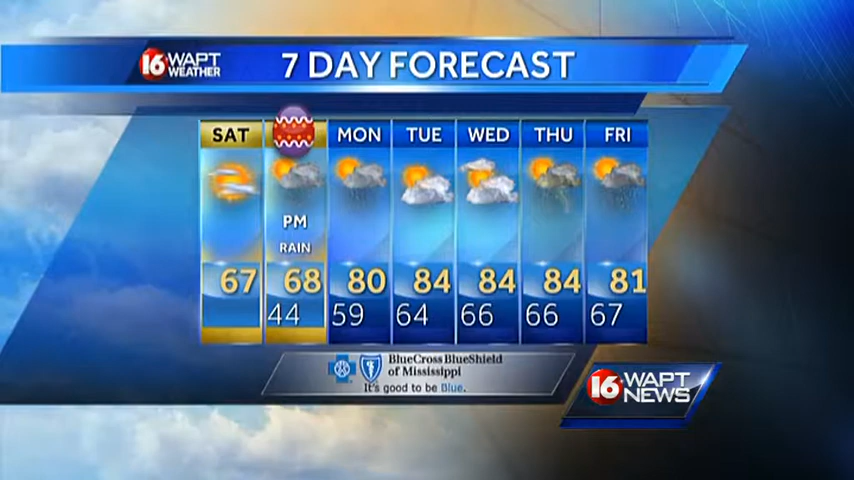 16 WAPT
WEATHER
7 DAY FORECAST
SAT MON TUE WED THU FRI
PM
RAIN
67 68 80 84 84 84 81
44 59 64 66 66 67
BlueCross BlueShield
of Mississippi
It's good to be Blue.
16 WAPT
NEWS